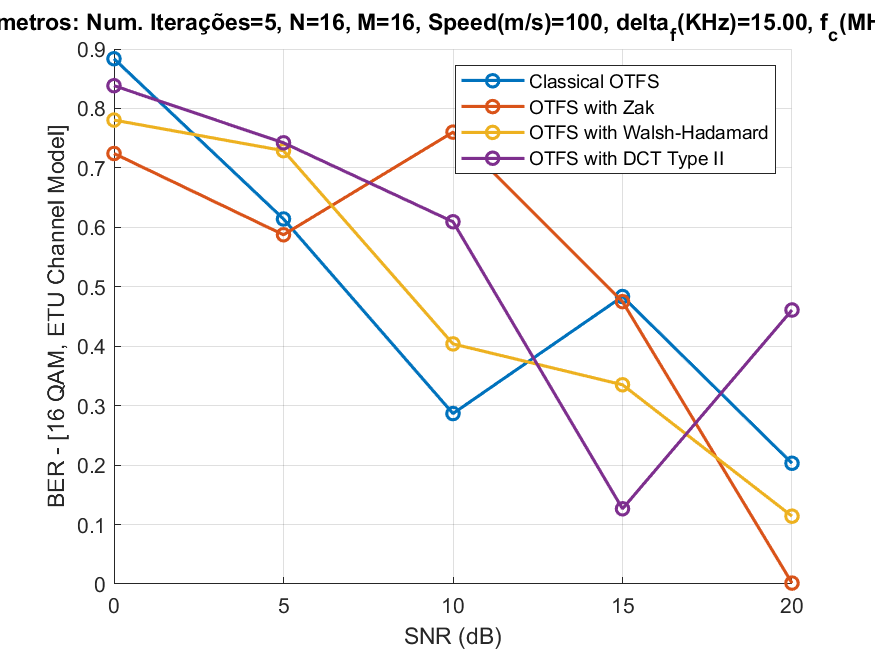 metros: Num. Iterações=5, N=16, M=16, Speed(m/s)=100, delta_f(KHz)=15.00, f_c(MH
0.9
0.8
0.7
0.6
0.5
0.4
0.3
0.2
0.1
0
BER - [16 QAM, ETU Channel Model]
Classical OTFS
OTFS with Zak
OTFS with Walsh-Hadamard
OTFS with DCT Type II
0 5 10 15 20
SNR (dB)